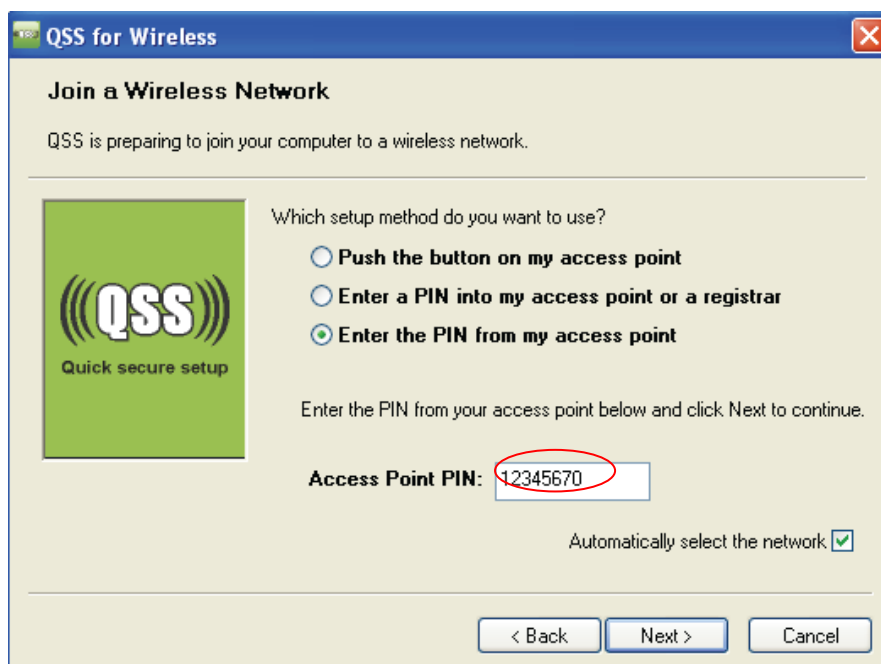 QSS for Wireless
Join a Wireless Network
QSS is preparing to join your computer to a wireless network.
Which setup method do you want to use?
Push the button on my access point
Enter a PIN into my access point or a registrar
Enter the PIN from my access point
(((QSS)))
Quick secure setup
Enter the PIN from your access point below and click Next to continue.
Access Point PIN: 12345670
Automatically select the network
< Back Next > Cancel